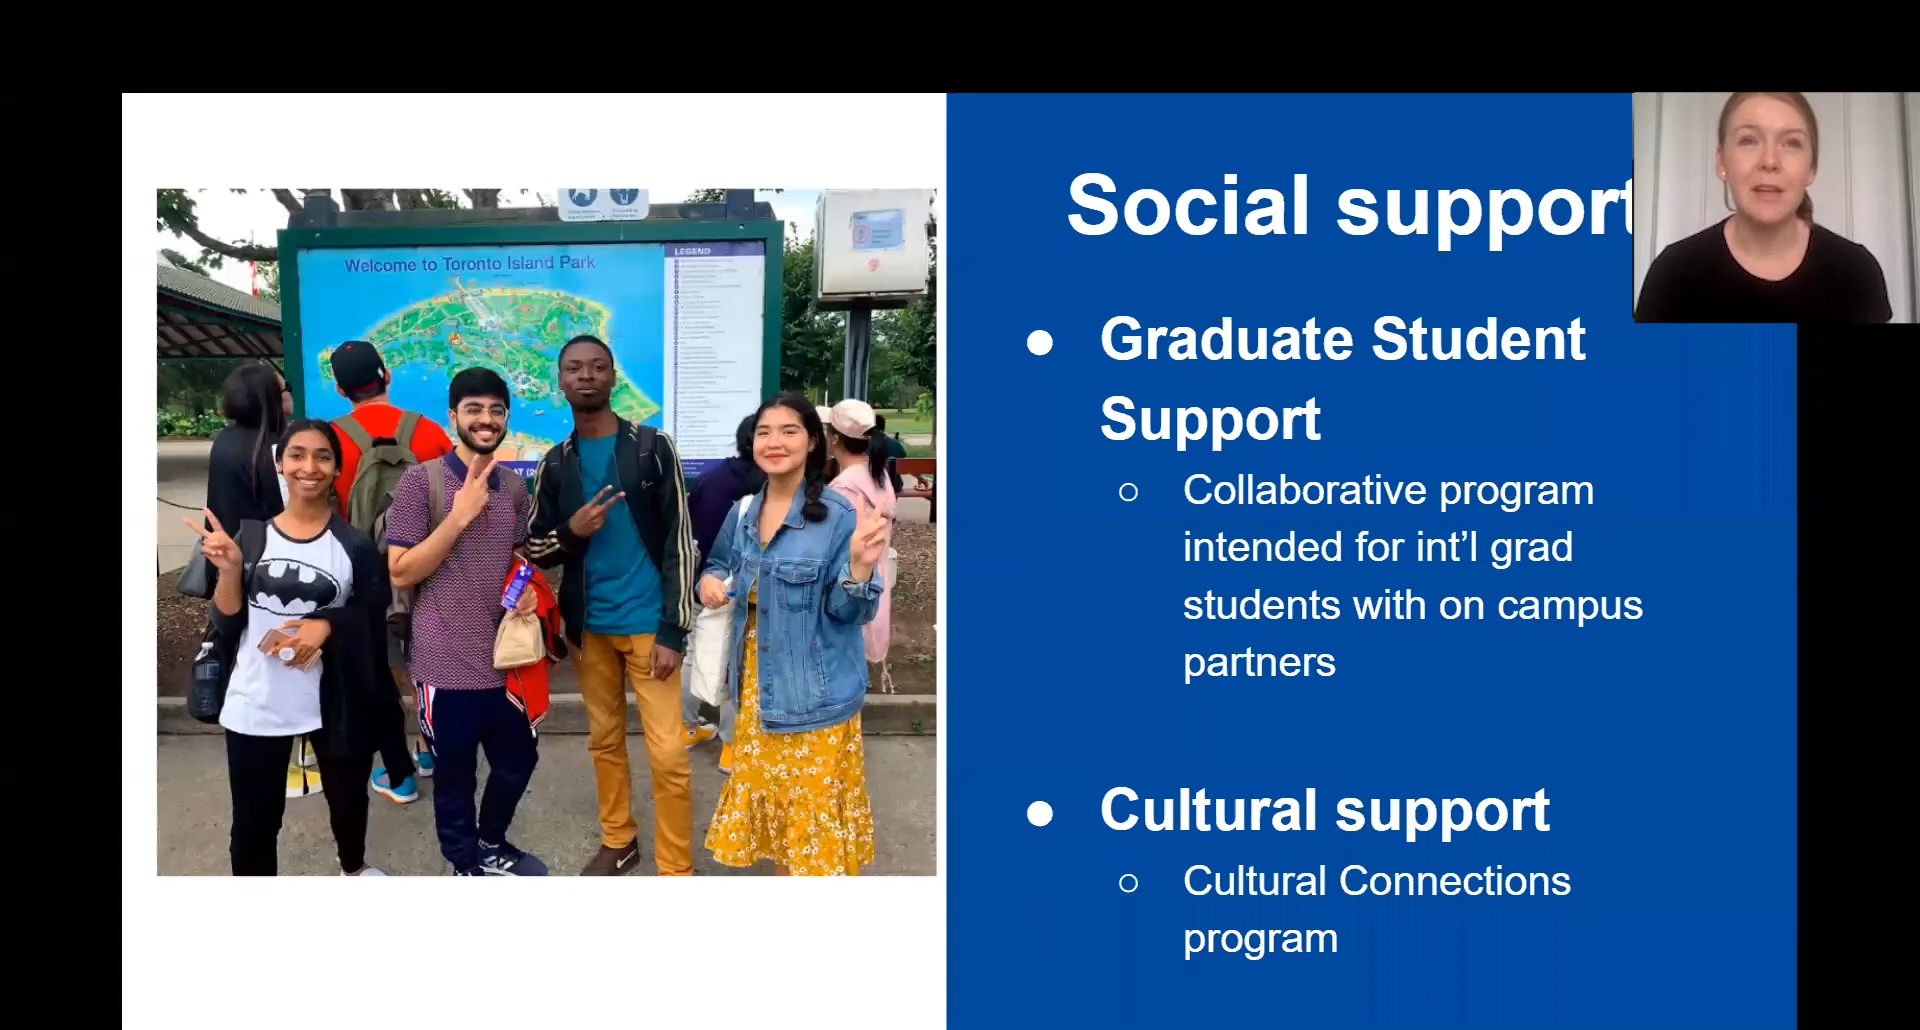 Welcome to Toronto Island Park
LEGEND
Social support
● Graduate Student
Support
○ Collaborative program
intended for int'l grad
students with on campus
partners
● Cultural support
○ Cultural Connections
program